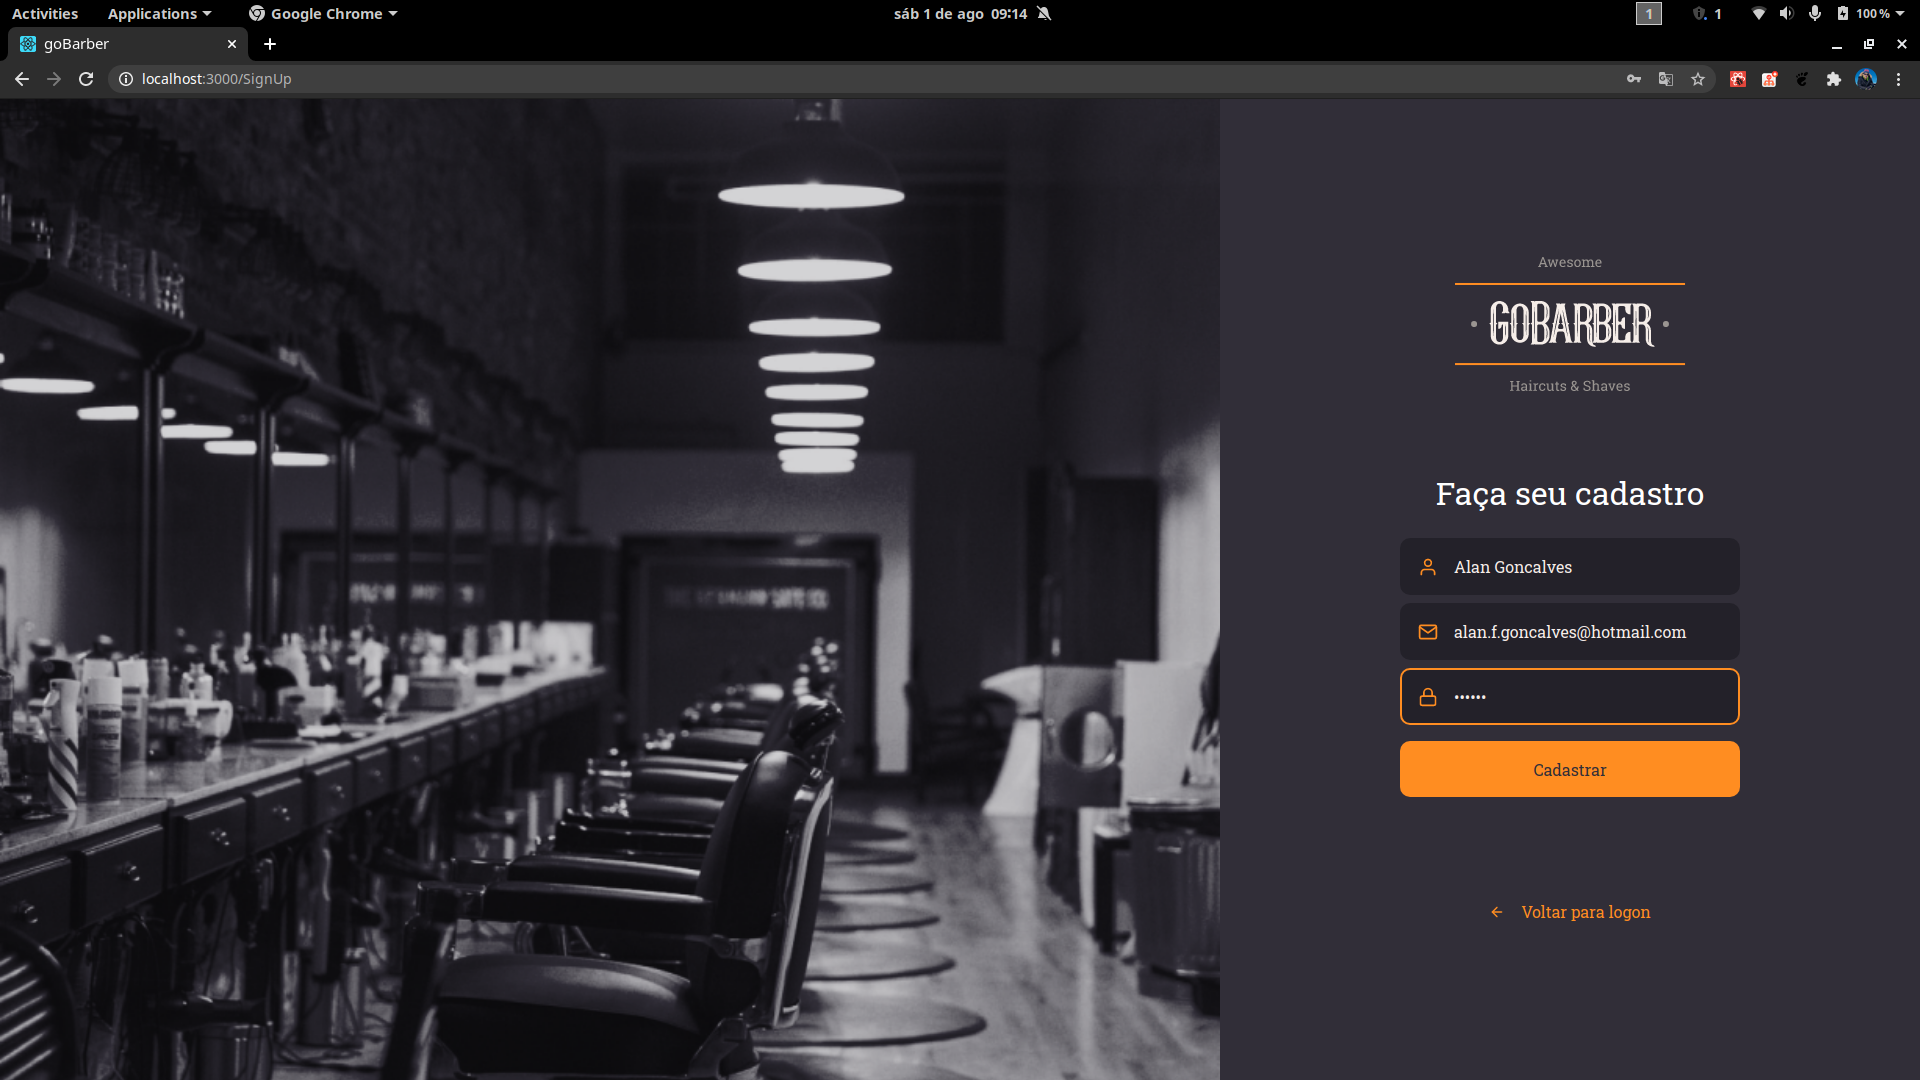 Activities Applications Google Chrome sáb 1 de ago 09:14 1 1 100 %
goBarber
localhost:3000/SignUp
Awesome
GOBARBER
Haircuts & Shaves
Faça seu cadastro
Alan Goncalves
alan.f.goncalves@hotmail.com
••••••
Cadastrar
Voltar para logon